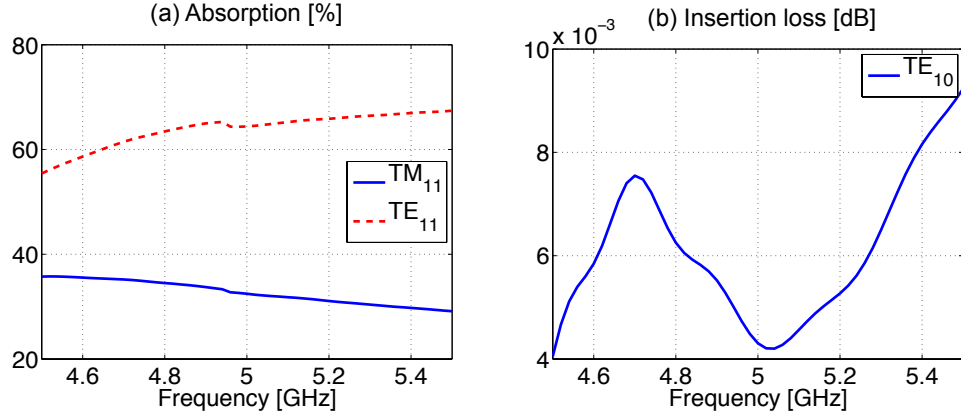 (a) Absorption [%]
80
60
40
20
4.6 4.8 5 5.2 5.4
Frequency [GHz]
TM11
TE11
(b) Insertion loss [dB]
x 10−3
10
8
6
4
4.6 4.8 5 5.2 5.4
Frequency [GHz]
TE10